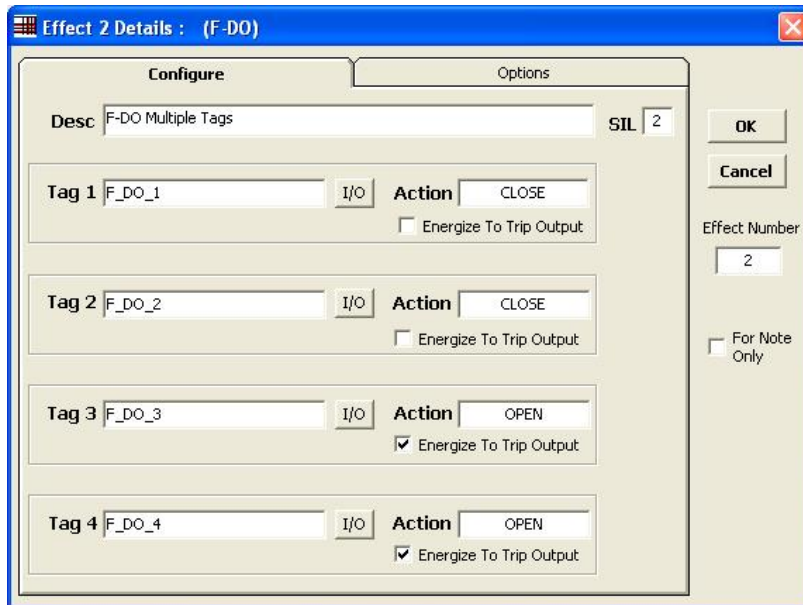 Effect 2 Details : (F-DO)
Configure
Options
Desc F-DO Multiple Tags SIL 2
OK
Cancel
Tag 1 F_DO_1 I/O Action CLOSE
Energize To Trip Output
Effect Number
2
Tag 2 F_DO_2 I/O Action CLOSE
Energize To Trip Output
For Note
Only
Tag 3 F_DO_3 I/O Action OPEN
Energize To Trip Output
Tag 4 F_DO_4 I/O Action OPEN
Energize To Trip Output